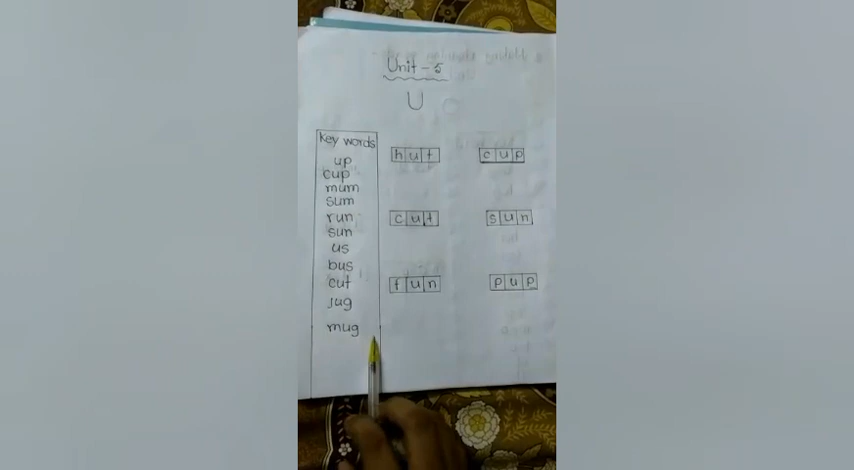 Unit - 5
U
Key words
up
cup
mum
sum
run
sun
us
bus
cut
jug
mug
hut cup
cut sun
fun pup